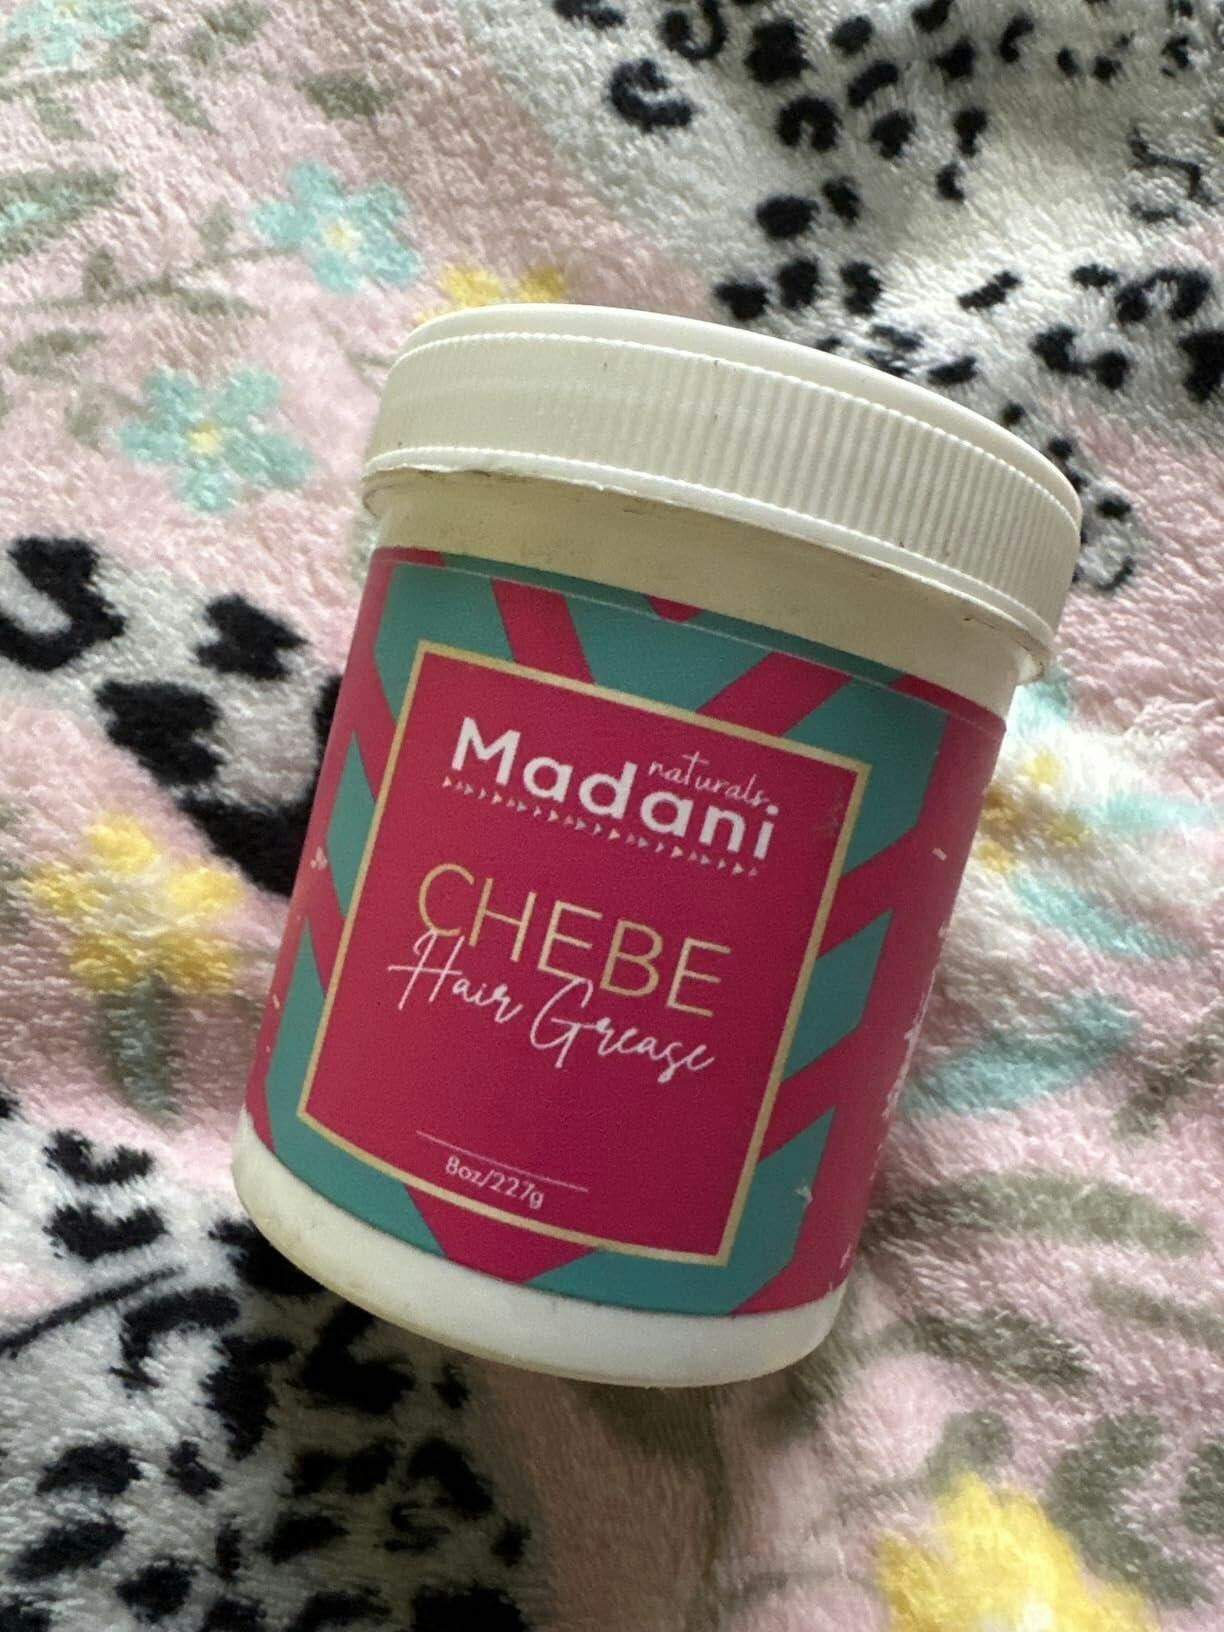 Madani
naturals
CHEBE
Hair Grease
8oz/227g